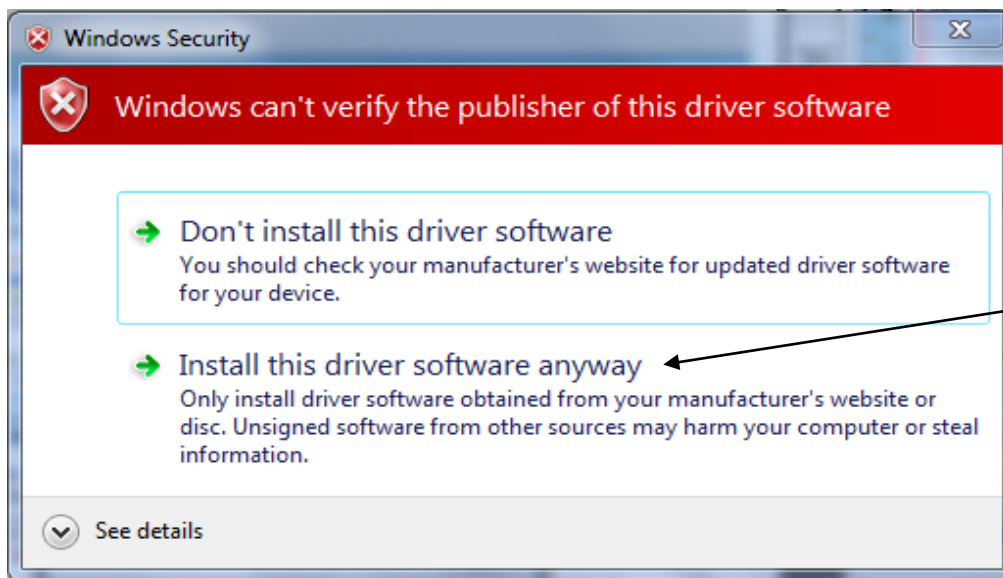 Windows Security
Windows can't verify the publisher of this driver software
Don't install this driver software
You should check your manufacturer's website for updated driver software
for your device.
Install this driver software anyway
Only install driver software obtained from your manufacturer's website or
disc. Unsigned software from other sources may harm your computer or steal
information.
See details